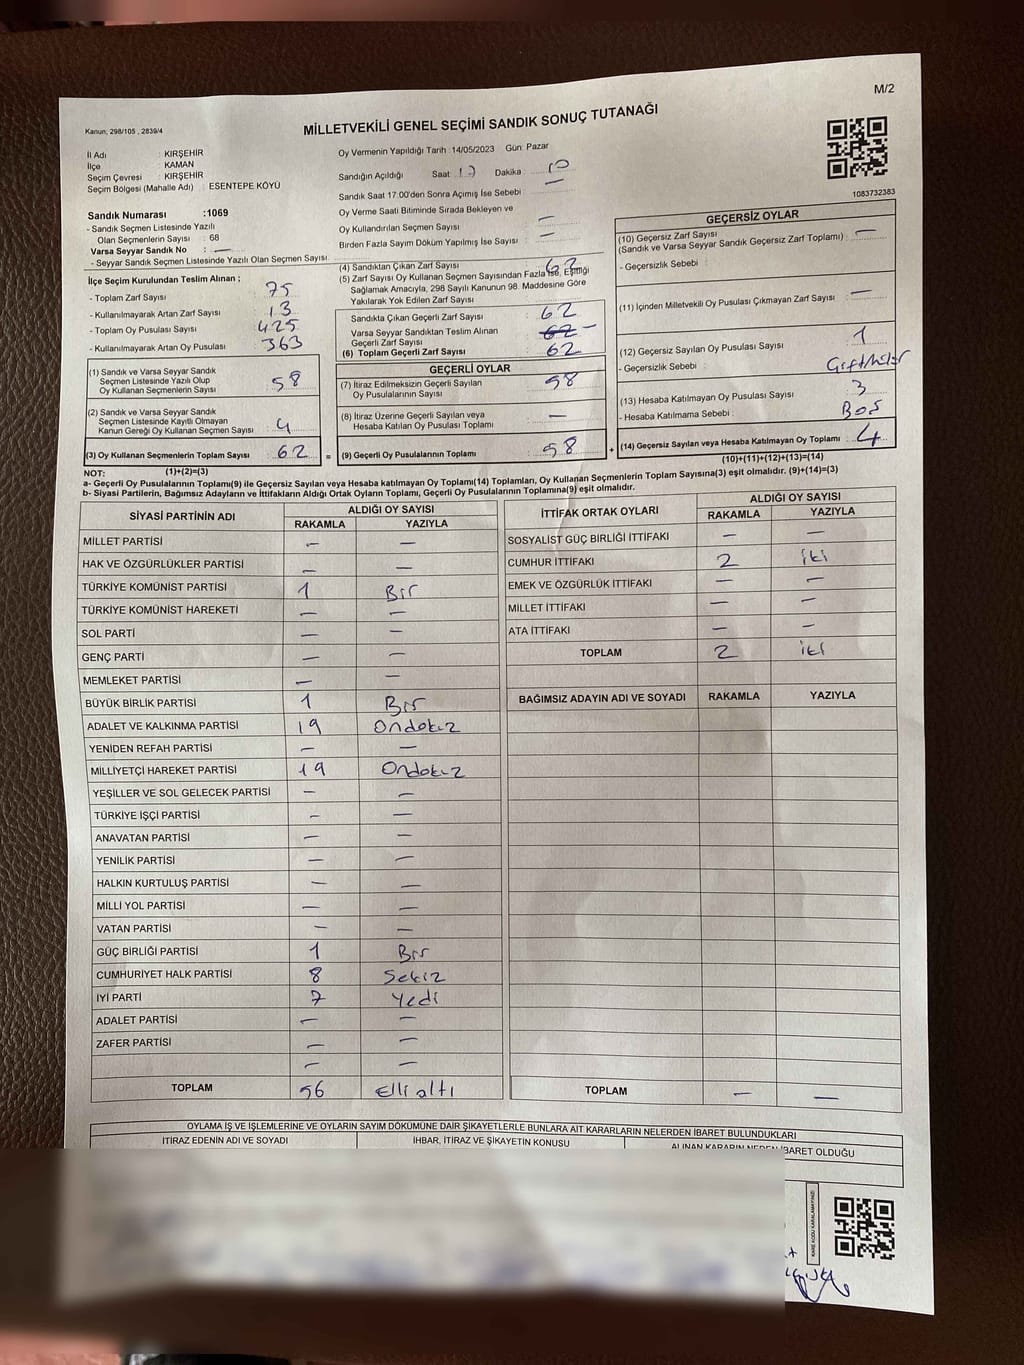 M/2
Kanun, 298/105 , 2839/4
MİLLETVEKİLİ GENEL SEÇİMİ SANDIK SONUÇ TUTANAĞI
İl Adı : KIRŞEHİR
İlçe : KAMAN
Seçim Çevresi : KIRŞEHİR
Seçim Bölgesi (Mahalle Adı) : ESENTEPE KÖYÜ
Sandık Numarası :1069
- Sandık Seçmen Listesinde Yazılı
Olan Seçmenlerin Sayısı : 68
Varsa Seyyar Sandık No : —
- Seyyar Sandık Seçmen Listesinde Yazılı Olan Seçmen Sayısı
Oy Vermenin Yapıldığı Tarih :14/05/2023 Gün: Pazar
Sandığın Açıldığı Saat Dakika 10
Sandık Saat 17.00'den Sonra Açımış İse Sebebi —
Oy Verme Saati Bitiminde Sırada Bekleyen ve
Oy Kullandırılan Seçmen Sayısı —
Birden Fazla Sayım Döküm Yapılmış İse Sayısı —
1083732383
İlçe Seçim Kurulundan Teslim Alınan ;
- Toplam Zarf Sayısı 75
- Kullanılmayarak Artan Zarf Sayısı 13
- Toplam Oy Pusulası Sayısı 425
- Kullanılmayarak Artan Oy Pusulası 363
(1) Sandık ve Varsa Seyyar Sandık
Seçmen Listesinde Yazılı Olup
Oy Kullanan Seçmenlerin Sayısı 58
(2) Sandık ve Varsa Seyyar Sandık
Seçmen Listesinde Kayıtlı Olmayan
Kanun Gereği Oy Kullanan Seçmen Sayısı 4
(3) Oy Kullanan Seçmenlerin Toplam Sayısı 62
(4) Sandıktan Çıkan Zarf Sayısı 62
(5) Zarf Sayısı Oy Kullanan Seçmen Sayısından Fazla İse, Eşitliği
Sağlamak Amacıyla, 298 Sayılı Kanunun 98. Maddesine Göre
Yakılarak Yok Edilen Zarf Sayısı
Sandıkta Çıkan Geçerli Zarf Sayısı 62
Varsa Seyyar Sandıktan Teslim Alınan
Geçerli Zarf Sayısı 62 —
(6) Toplam Geçerli Zarf Sayısı 62
GEÇERLİ OYLAR
(7) İtiraz Edilmeksizin Geçerli Sayılan
Oy Pusulasının Sayısı 58
(8) İtiraz Üzerine Geçerli Sayılan veya
Hesaba Katılan Oy Pusulası Toplamı —
= (9) Geçerli Oy Pusulalarının Toplamı 58 +
GEÇERSİZ OYLAR
(10) Geçersiz Zarf Sayısı —
(Sandık ve Varsa Seyyar Sandık Geçersiz Zarf Toplamı)
- Geçersizlik Sebebi :
(11) İçinden Milletvekili Oy Pusulası Çıkmayan Zarf Sayısı —
(12) Geçersiz Sayılan Oy Pusulası Sayısı 1
- Geçersizlik Sebebi :
(13) Hesaba Katılmayan Oy Pusulası Sayısı 3
- Hesaba Katılmama Sebebi : Boş
(14) Geçersiz Sayılan veya Hesaba Katılmayan Oy Toplamı : 4
(10)+(11)+(12)+(13)=(14)
NOT: (1)+(2)=(3)
a- Geçerli Oy Pusulalarının Toplamı(9) ile Geçersiz Sayılan veya Hesaba katılmayan Oy Toplamı(14) Toplamları, Oy Kullanan Seçmenlerin Toplam Sayısına(3) eşit olmalıdır. (9)+(14)=(3)
b- Siyasi Partilerin, Bağımsız Adayların ve İttifakların Aldığı Ortak Oyların Toplamı, Geçerli Oy Pusulalarının Toplamına(9) eşit olmalıdır.
SİYASİ PARTİNİN ADI ALDIĞI OY SAYISI
RAKAMLA YAZIYLA
MİLLET PARTİSİ — —
HAK VE ÖZGÜRLÜKLER PARTİSİ — —
TÜRKİYE KOMÜNİST PARTİSİ 1 Bir
TÜRKİYE KOMÜNİST HAREKETİ — —
SOL PARTİ — —
GENÇ PARTİ — —
MEMLEKET PARTİSİ — —
BÜYÜK BİRLİK PARTİSİ 1 Bir
ADALET VE KALKINMA PARTİSİ 19 Ondokuz
YENİDEN REFAH PARTİSİ — —
MİLLİYETÇİ HAREKET PARTİSİ 19 Ondokuz
YEŞİLLER VE SOL GELECEK PARTİSİ — —
TÜRKİYE İŞÇİ PARTİSİ — —
ANAVATAN PARTİSİ — —
YENİLİK PARTİSİ — —
HALKIN KURTULUŞ PARTİSİ — —
MİLLİ YOL PARTİSİ — —
VATAN PARTİSİ — —
GÜÇ BİRLİĞİ PARTİSİ 1 Bir
CUMHURİYET HALK PARTİSİ 8 Sekiz
İYİ PARTİ 7 Yedi
ADALET PARTİSİ — —
ZAFER PARTİSİ — —
— —
TOPLAM 56 Elli altı
İTTİFAK ORTAK OYLARI ALDIĞI OY SAYISI
RAKAMLA YAZIYLA
SOSYALİST GÜÇ BİRLİĞİ İTTİFAKI — —
CUMHUR İTTİFAKI 2 iki
EMEK VE ÖZGÜRLÜK İTTİFAKI — —
MİLLET İTTİFAKI — —
ATA İTTİFAKI — —
TOPLAM 2 iki
BAĞIMSIZ ADAYIN ADI VE SOYADI RAKAMLA YAZIYLA
TOPLAM — —
OYLAMA İŞ VE İŞLEMLERİNE VE OYLARIN SAYIM DÖKÜMÜNE DAİR ŞİKAYETLERLE BUNLARA AİT KARARLARIN NELERDEN İBARET BULUNDUKLARI
İTİRAZ EDENİN ADI VE SOYADI İHBAR, İTİRAZ VE ŞİKAYETİN KONUSU ALINAN KARARIN NEDEN İBARET OLDUĞU